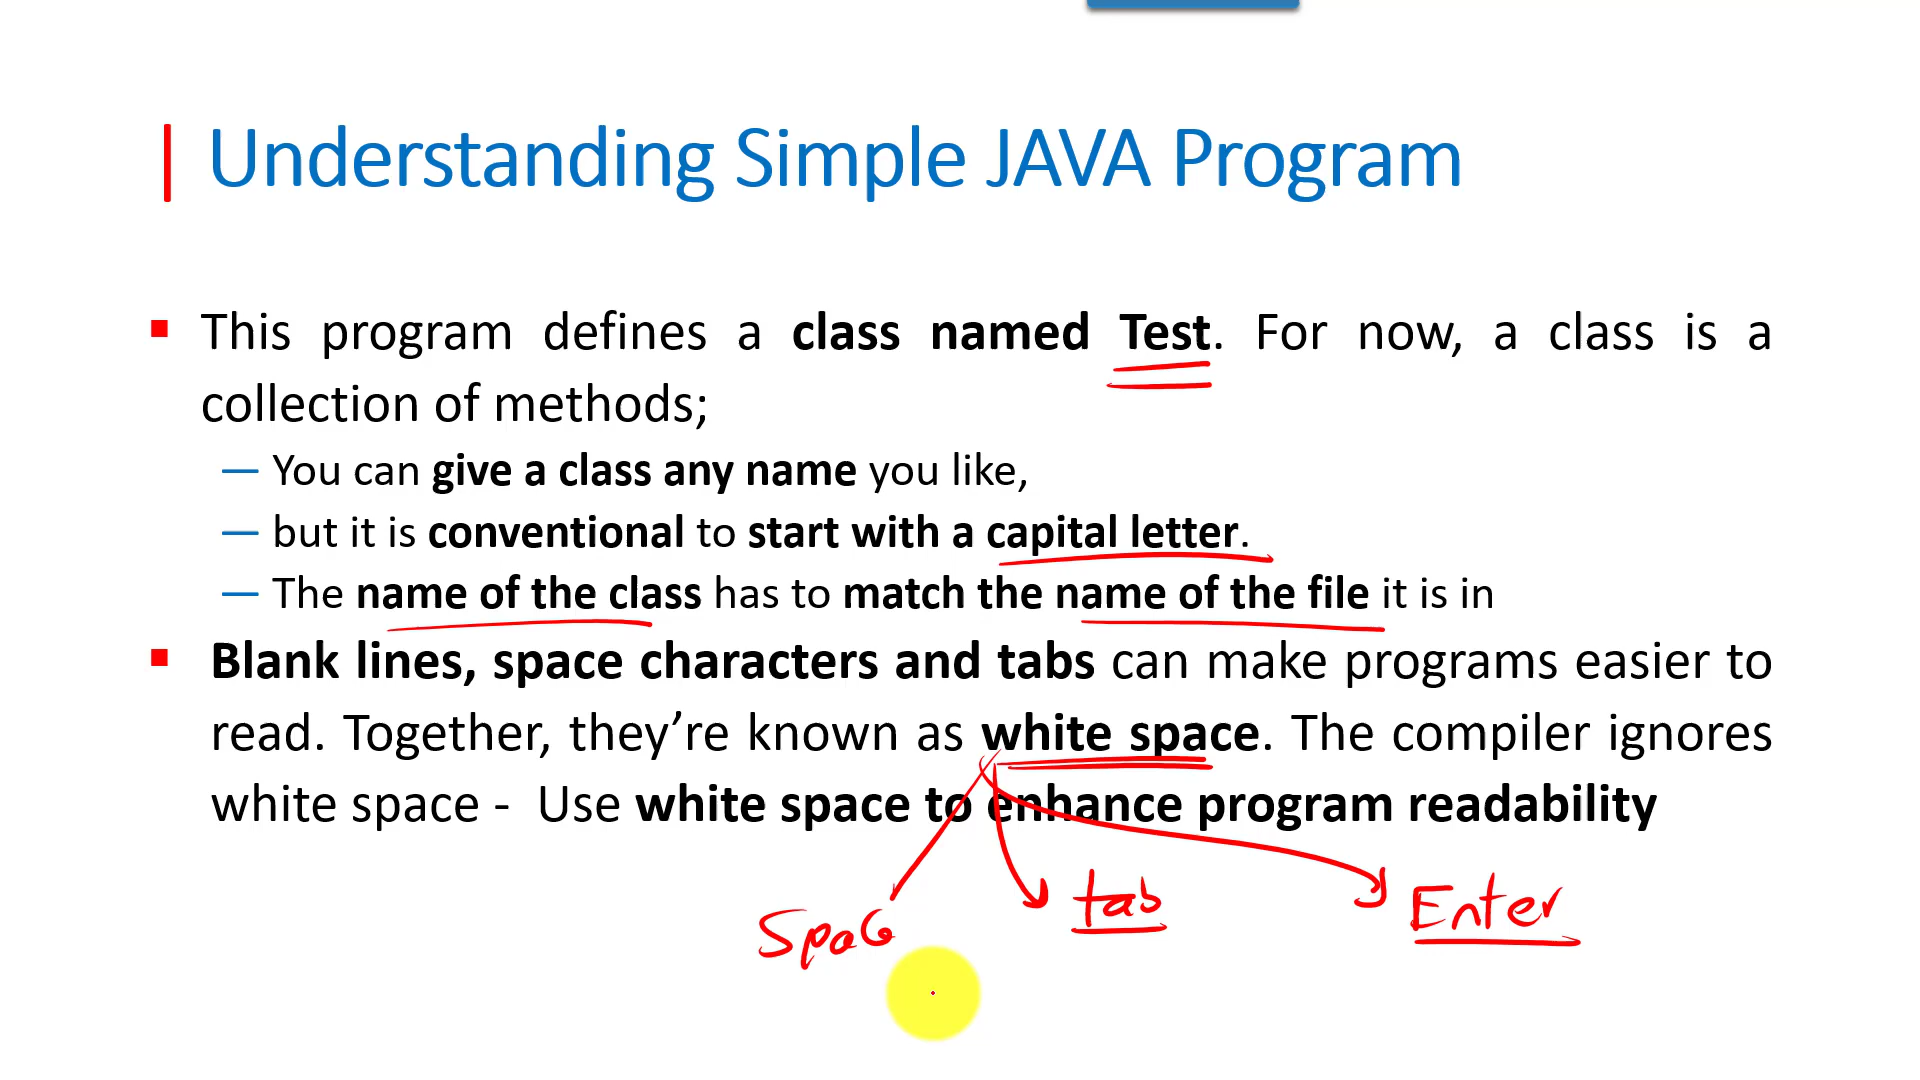 Understanding Simple JAVA Program
This program defines a class named Test. For now, a class is a
collection of methods;
— You can give a class any name you like,
— but it is conventional to start with a capital letter.
— The name of the class has to match the name of the file it is in
Blank lines, space characters and tabs can make programs easier to
read. Together, they’re known as white space. The compiler ignores
white space - Use white space to enhance program readability
Space tab Enter